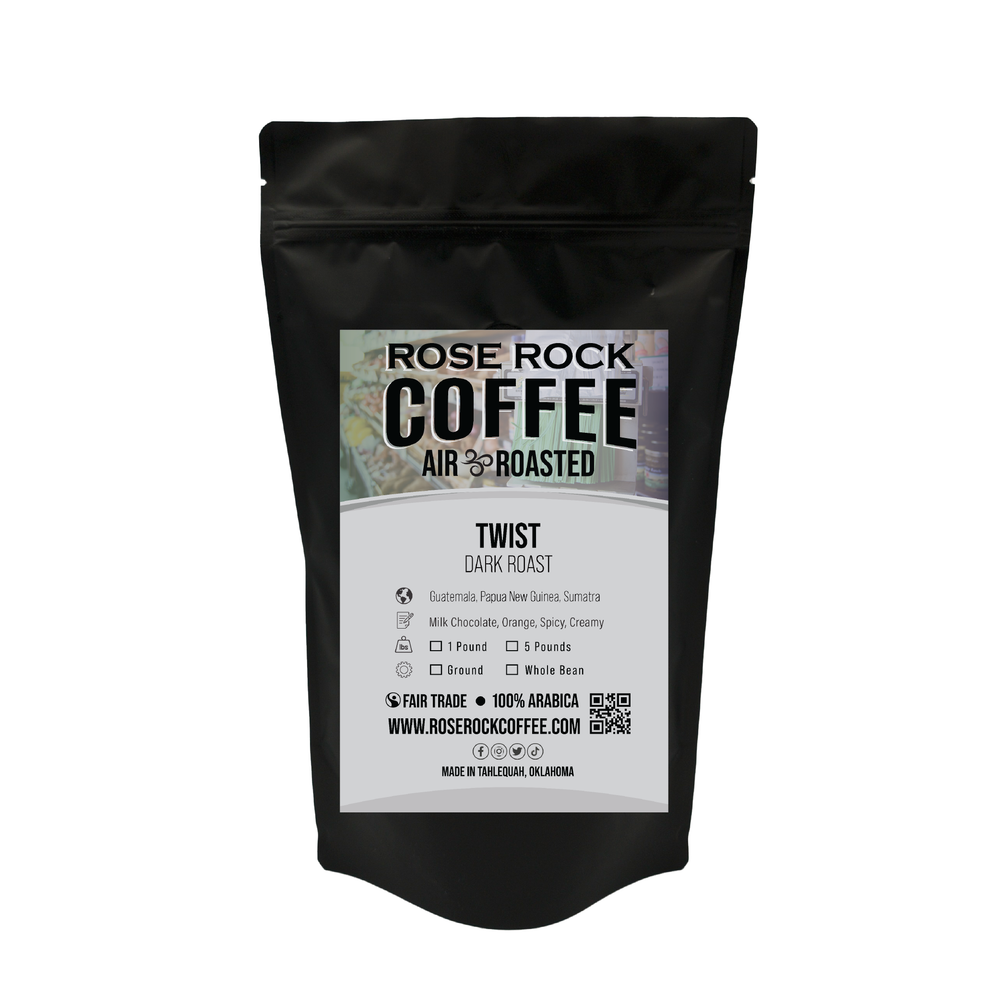 ROSE ROCK
COFFEE
AIR ROASTED
TWIST
DARK ROAST
Guatemala, Papua New Guinea, Sumatra
Milk Chocolate, Orange, Spicy, Creamy
lbs 1 Pound 5 Pounds
Ground Whole Bean
FAIR TRADE ● 100% ARABICA
WWW.ROSEROCKCOFFEE.COM
MADE IN TAHLEQUAH, OKLAHOMA